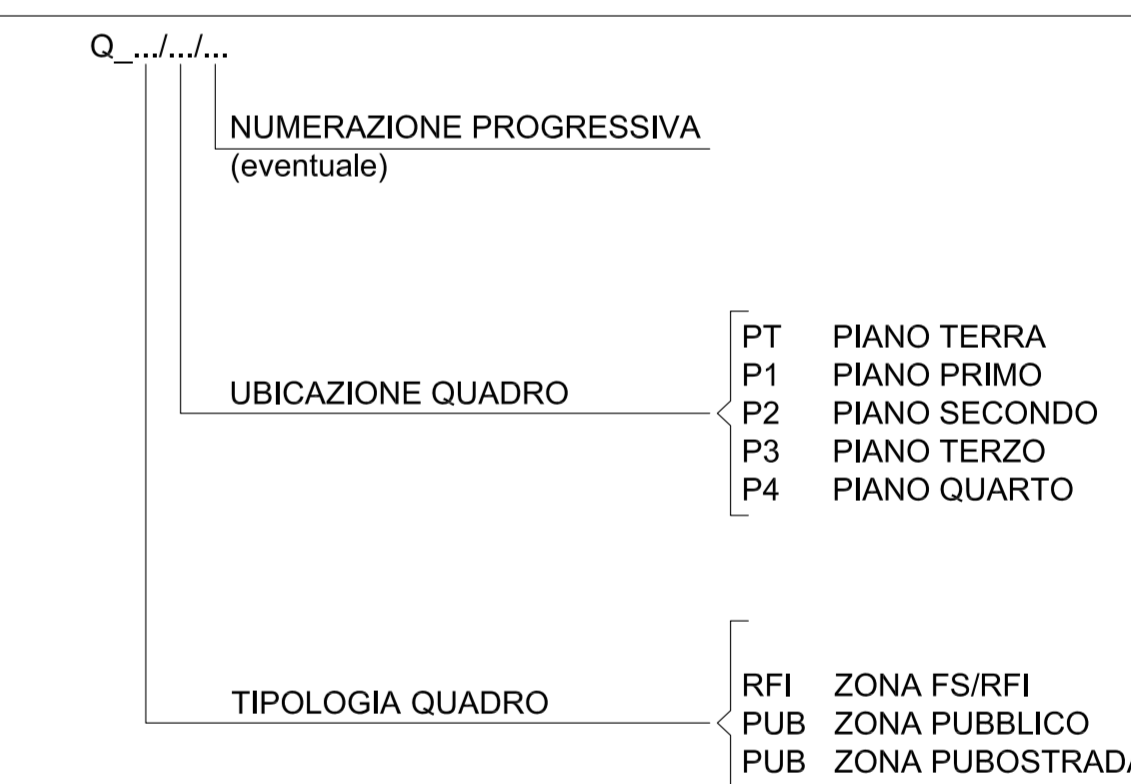 Q_.../.../...
NUMERAZIONE PROGRESSIVA
(eventuale)
UBICAZIONE QUADRO
PT PIANO TERRA
P1 PIANO PRIMO
P2 PIANO SECONDO
P3 PIANO TERZO
P4 PIANO QUARTO
TIPOLOGIA QUADRO
RFI ZONA FS/RFI
PUB ZONA PUBBLICO
PUB ZONA PUBOSTRADA